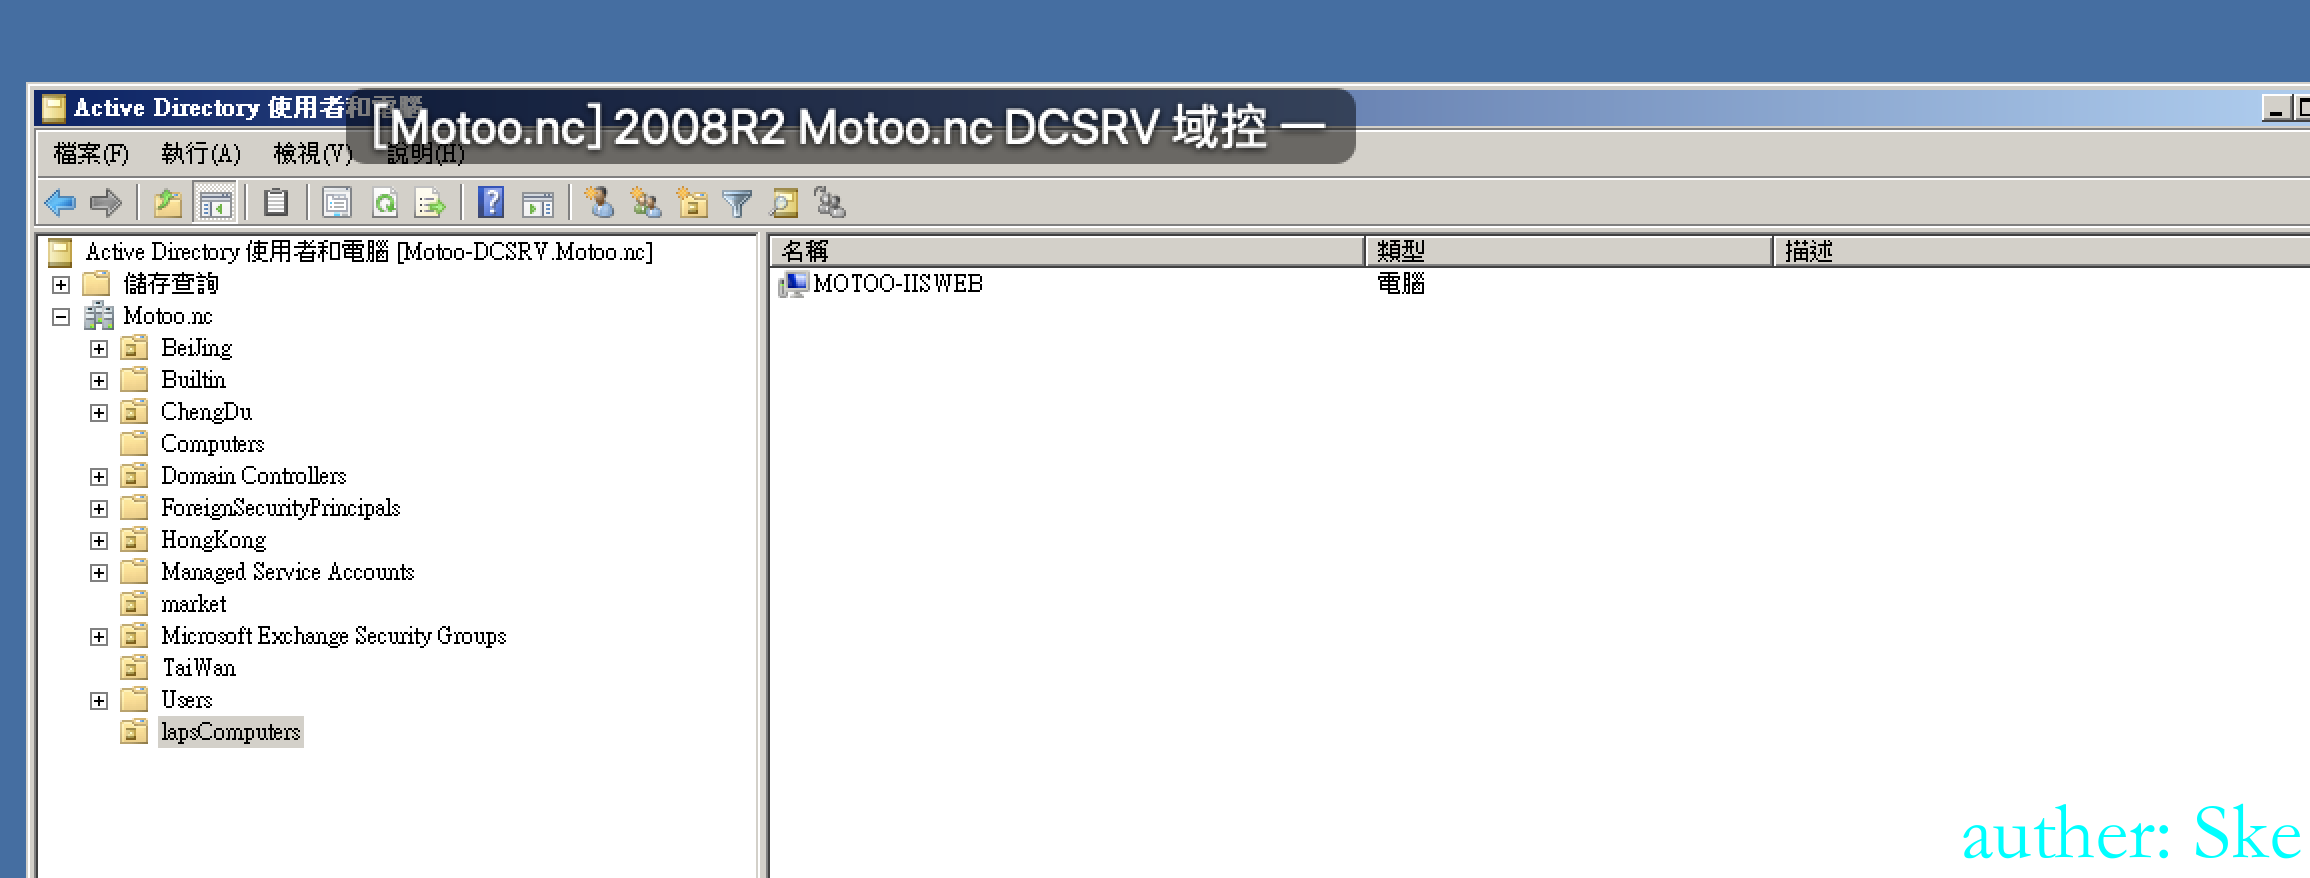 Active Directory 使用者和電腦
[Motoo.nc] 2008R2 Motoo.nc DCSRV 域控 一
檔案(F) 執行(A) 檢視(V) 說明(H)
Active Directory 使用者和電腦 [Motoo-DCSRV.Motoo.nc]
名稱 類型 描述
儲存查詢
MOTOO-IISWEB 電腦
Motoo.nc
BeiJing
Builtin
ChengDu
Computers
Domain Controllers
ForeignSecurityPrincipals
HongKong
Managed Service Accounts
market
Microsoft Exchange Security Groups
TaiWan
Users
lapsComputers
auther: Ske